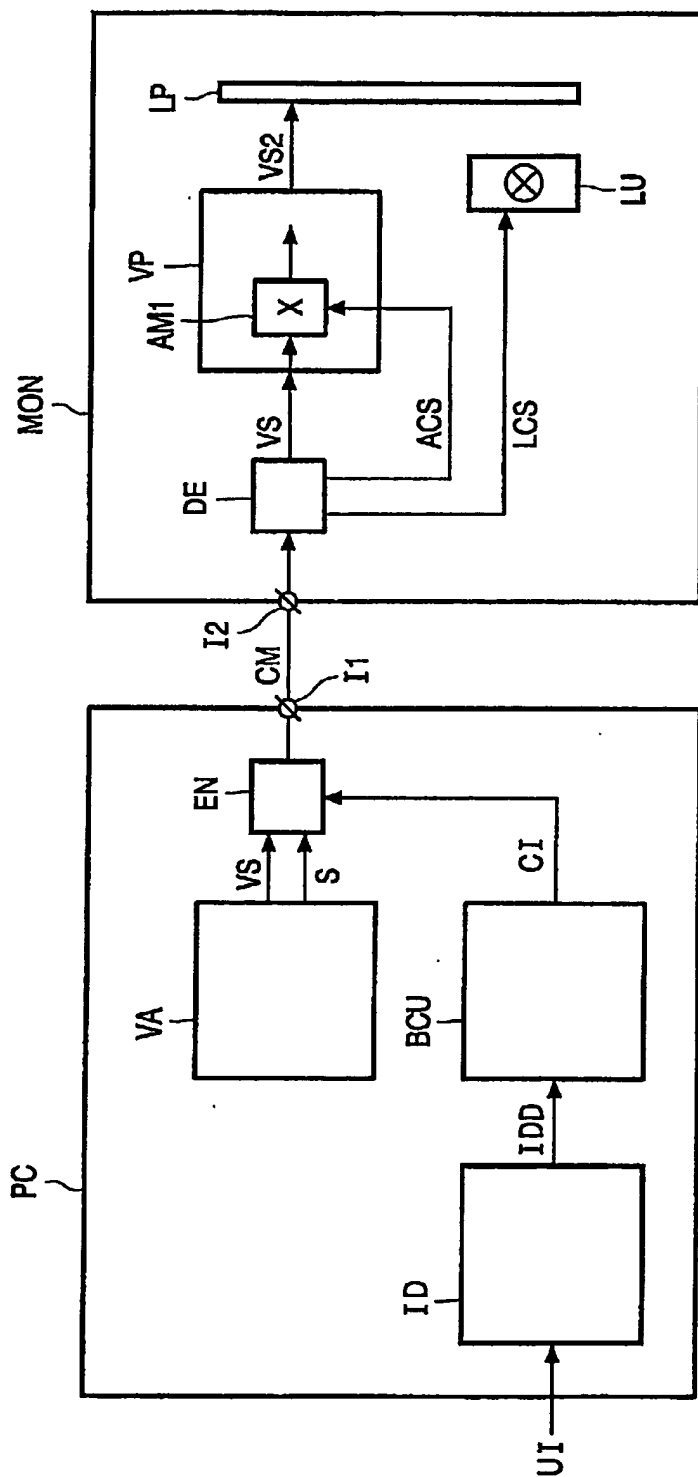 PC
VA
VS
S
EN
I1
CM
I2
UI
ID
IDD
BCU
CI
MON
DE
VS
AM1
VP
X
VS2
LP
ACS
LCS
LU